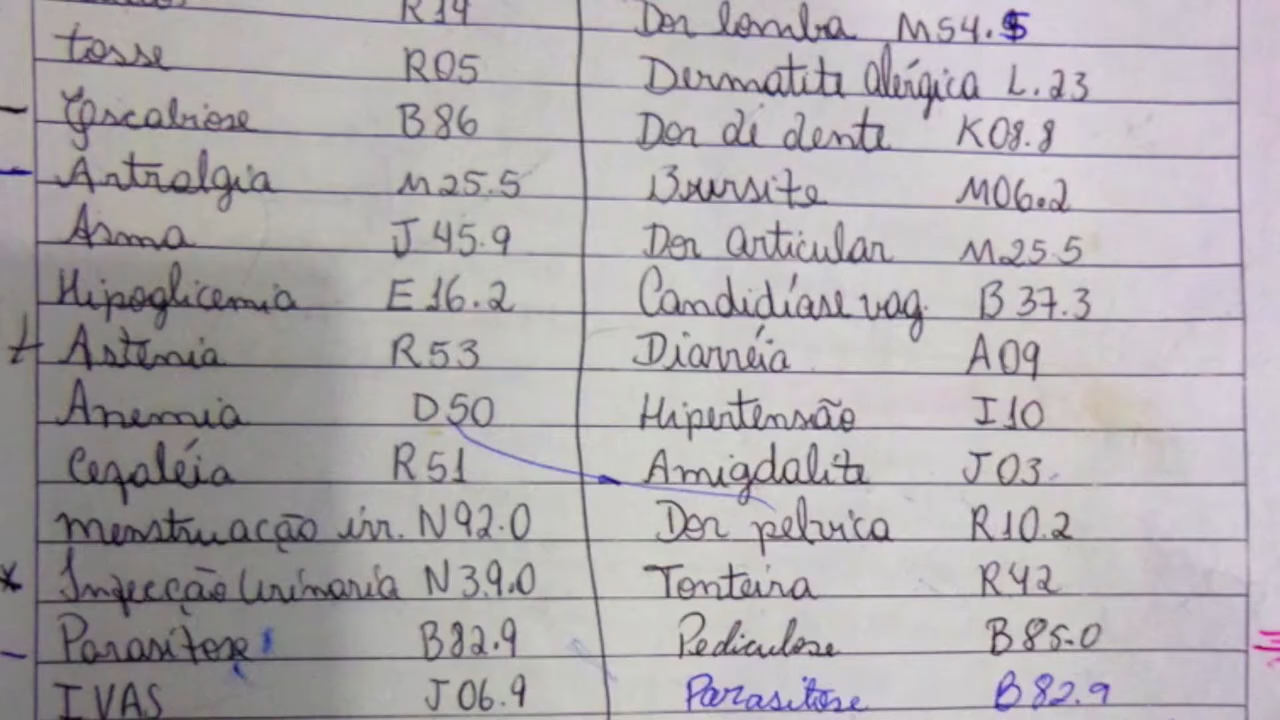 R14 Dor lomba M54.5
tosse R05 Dermatite alérgica L.23
Escabiose B86 Dor de dente K08.8
Artralgia M25.5 Bursite M06.2
Asma J45.9 Dor articular M25.5
Hipoglicemia E16.2 Candidíase vag. B37.3
Astenia R53 Diarréia A09
Anemia D50 Hipertensão I10
Cefaléia R51 Amigdalite J03.
menstruação irr. N92.0 Dor pelvica R10.2
Infecção Urinaria N39.0 Tonteira R42
Parasitose B82.9 Pediculose B85.0
IVAS J06.9 Parasitose B82.9